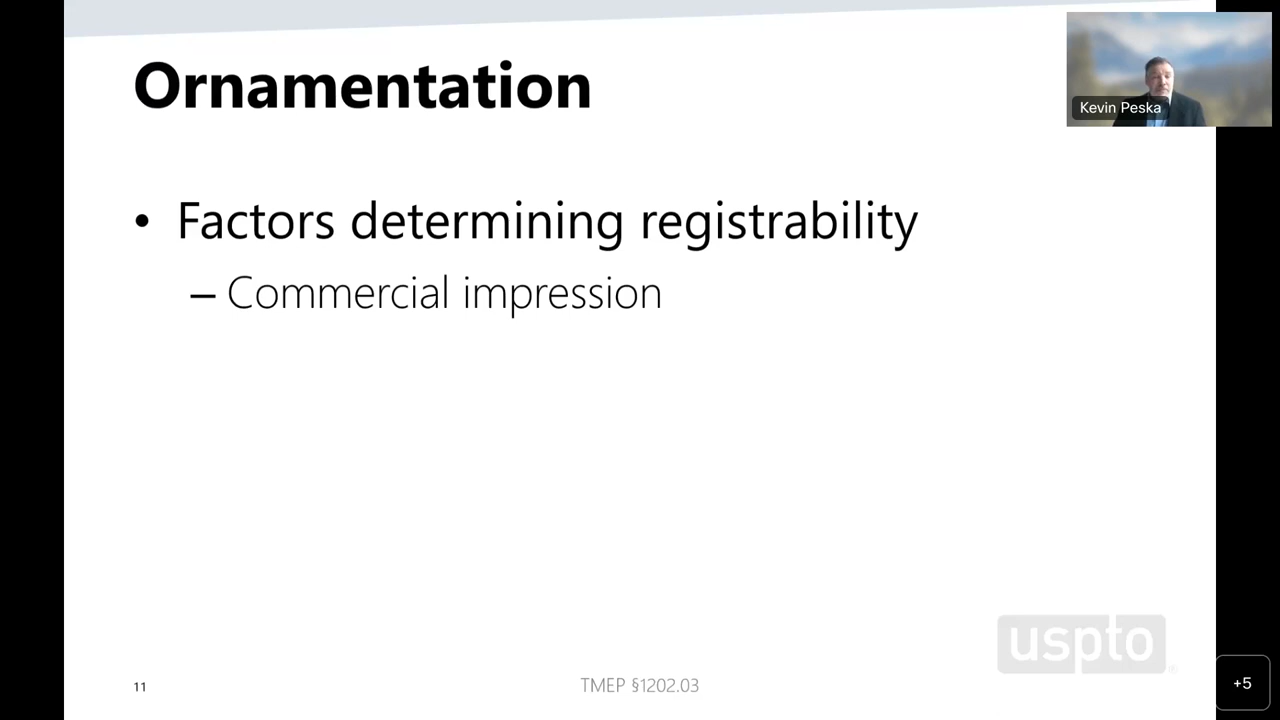 Ornamentation
Kevin Peska
• Factors determining registrability
– Commercial impression
uspto®
11
TMEP §1202.03
+5